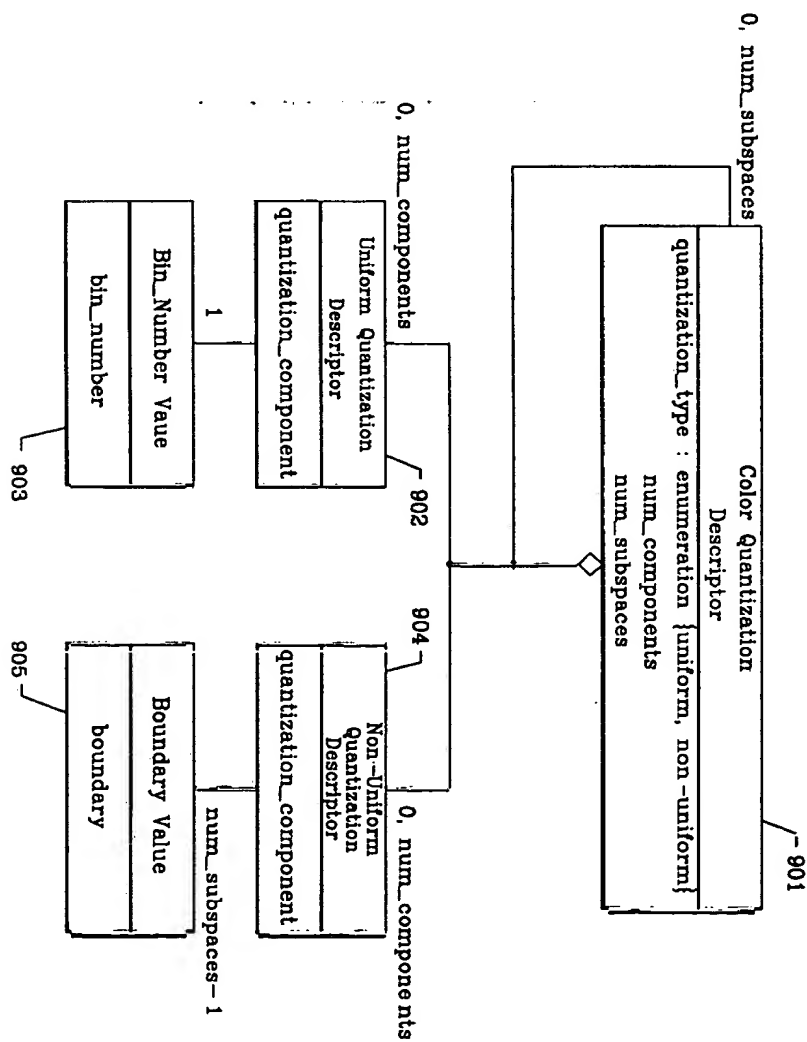 901
Color Quantization
Descriptor
quantization_type : enumeration {uniform, non-uniform{
num_components
num_subspaces
0, num_subspaces
0, num_components
902
Uniform Quantization
Descriptor
quantization_component
1
Bin_Number Vaue
bin_number
903
904
0, num_components
Non-Uniform
Quantization
Descriptor
quantization_component
num_subspaces-1
Boundary Value
boundary
905